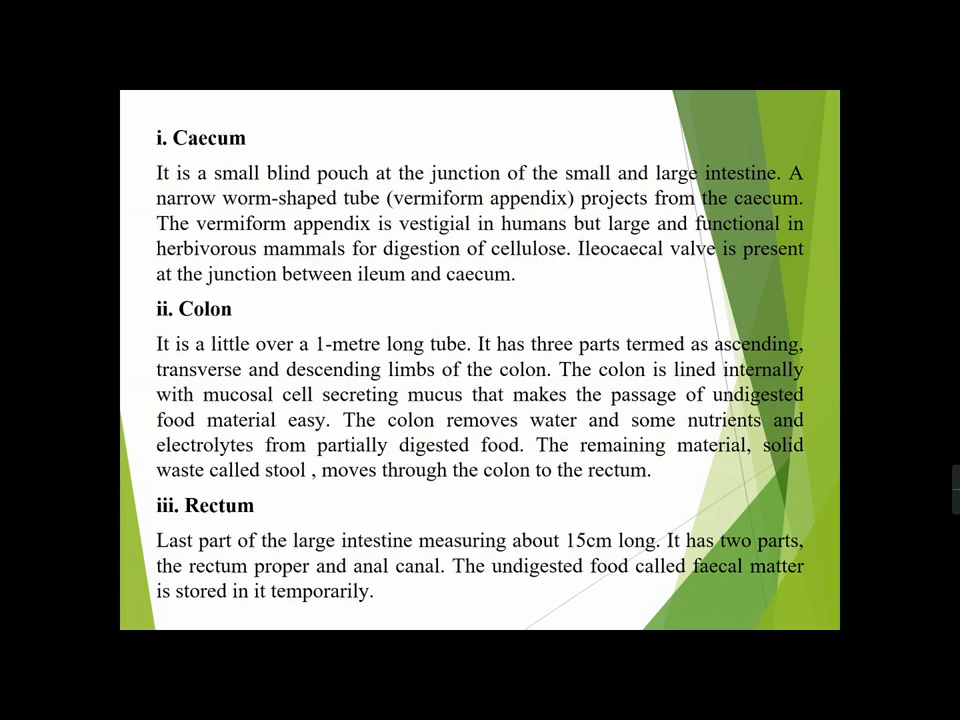 i. Caecum
It is a small blind pouch at the junction of the small and large intestine. A
narrow worm-shaped tube (vermiform appendix) projects from the caecum.
The vermiform appendix is vestigial in humans but large and functional in
herbivorous mammals for digestion of cellulose. Ileocaecal valve is present
at the junction between ileum and caecum.
ii. Colon
It is a little over a 1-metre long tube. It has three parts termed as ascending,
transverse and descending limbs of the colon. The colon is lined internally
with mucosal cell secreting mucus that makes the passage of undigested
food material easy. The colon removes water and some nutrients and
electrolytes from partially digested food. The remaining material, solid
waste called stool , moves through the colon to the rectum.
iii. Rectum
Last part of the large intestine measuring about 15cm long. It has two parts,
the rectum proper and anal canal. The undigested food called faecal matter
is stored in it temporarily.